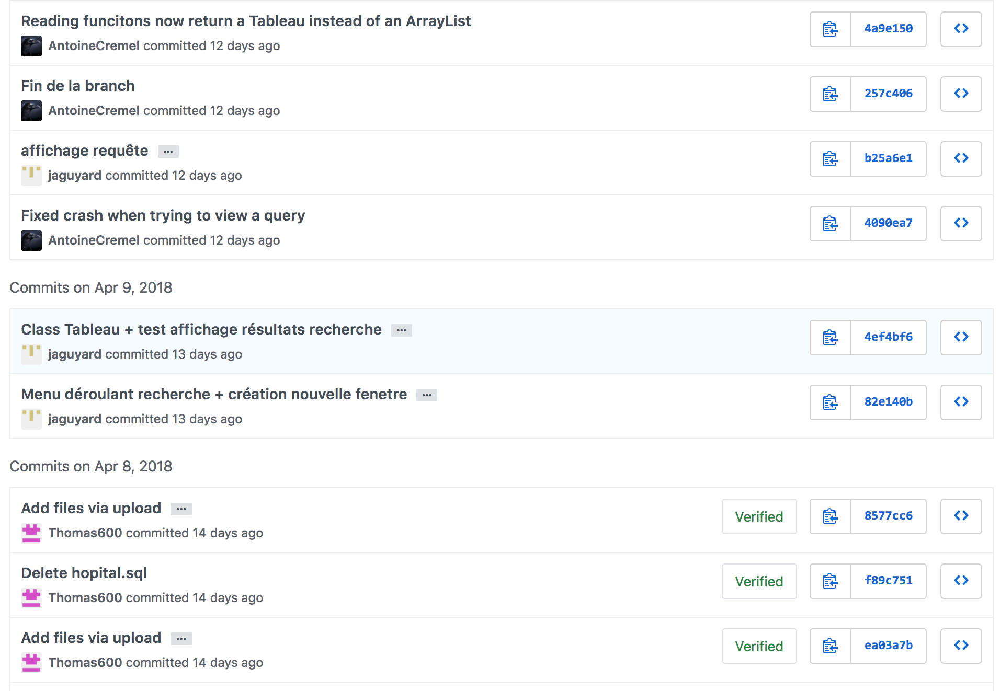 Reading funcitons now return a Tableau instead of an ArrayList
AntoineCremel committed 12 days ago
4a9e150
Fin de la branch
AntoineCremel committed 12 days ago
257c406
affichage requête …
jaguyard committed 12 days ago
b25a6e1
Fixed crash when trying to view a query
AntoineCremel committed 12 days ago
4090ea7
Commits on Apr 9, 2018
Class Tableau + test affichage résultats recherche …
jaguyard committed 13 days ago
4ef4bf6
Menu déroulant recherche + création nouvelle fenetre …
jaguyard committed 13 days ago
82e140b
Commits on Apr 8, 2018
Add files via upload …
Thomas600 committed 14 days ago
Verified
8577cc6
Delete hopital.sql
Thomas600 committed 14 days ago
Verified
f89c751
Add files via upload …
Thomas600 committed 14 days ago
Verified
ea03a7b